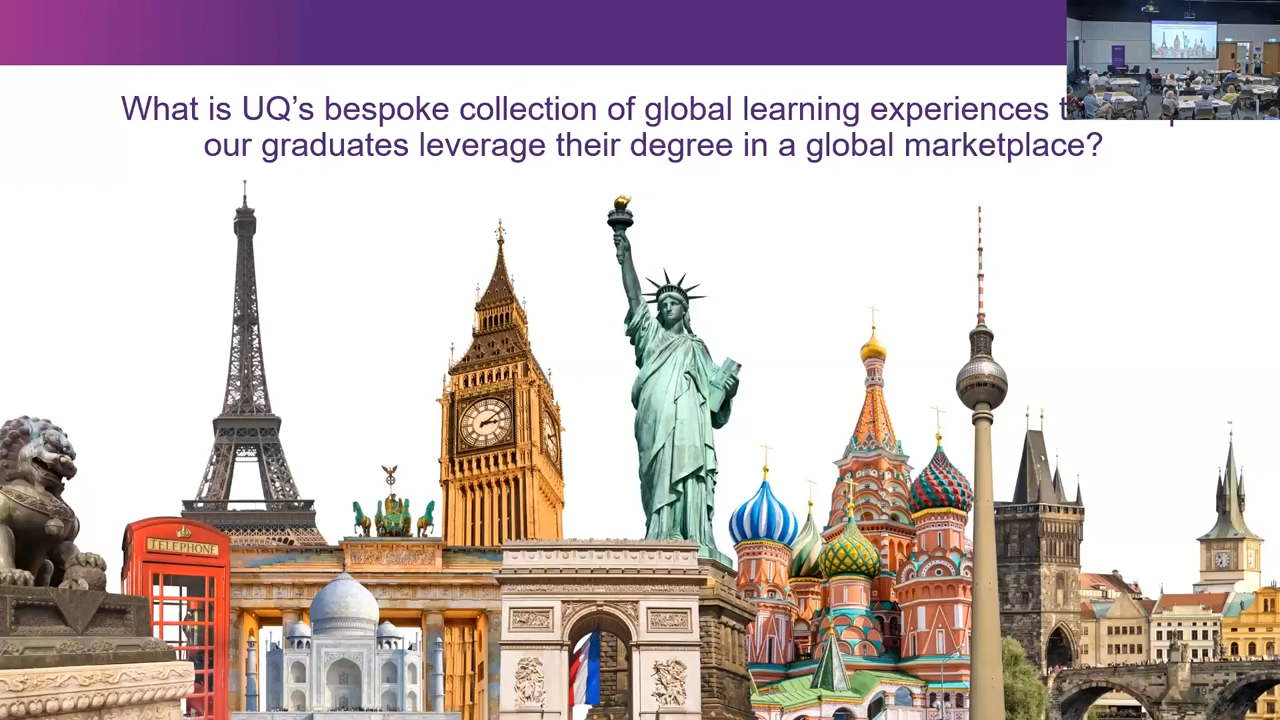 What is UQ’s bespoke collection of global learning experiences
our graduates leverage their degree in a global marketplace?
TELEPHONE